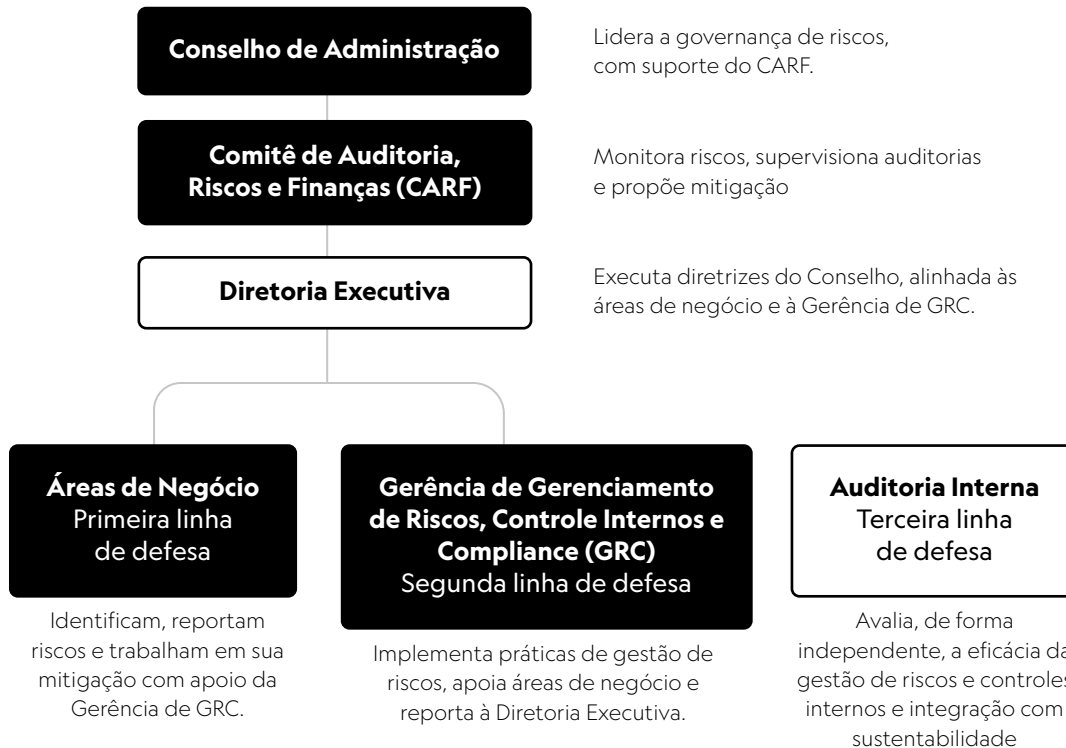 Conselho de Administração
Lidera a governança de riscos,
com suporte do CARF.
Comitê de Auditoria,
Riscos e Finanças (CARF)
Monitora riscos, supervisiona auditorias
e propõe mitigação
Diretoria Executiva
Executa diretrizes do Conselho, alinhada às
áreas de negócio e à Gerência de GRC.
Áreas de Negócio
Primeira linha
de defesa
Identificam, reportam
riscos e trabalham em sua
mitigação com apoio da
Gerência de GRC.
Gerência de Gerenciamento
de Riscos, Controle Internos e
Compliance (GRC)
Segunda linha de defesa
Implementa práticas de gestão de
riscos, apoia áreas de negócio e
reporta à Diretoria Executiva.
Auditoria Interna
Terceira linha
de defesa
Avalia, de forma
independente, a eficácia da
gestão de riscos e controles
internos e integração com
sustentabilidade